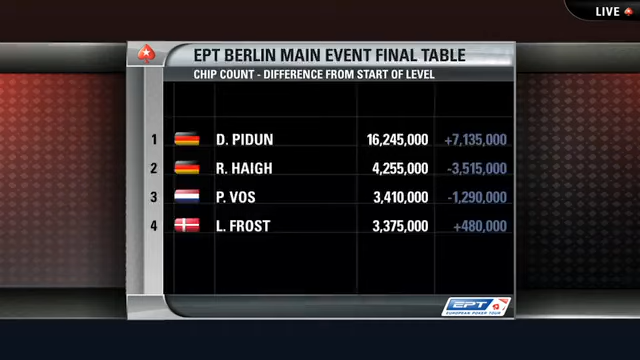 LIVE
EPT BERLIN MAIN EVENT FINAL TABLE
CHIP COUNT - DIFFERENCE FROM START OF LEVEL
1 D. PIDUN 16,245,000 +7,135,000
2 R. HAIGH 4,255,000 -3,515,000
3 P. VOS 3,410,000 -1,290,000
4 L. FROST 3,375,000 +480,000
EPT
EUROPEAN POKER TOUR